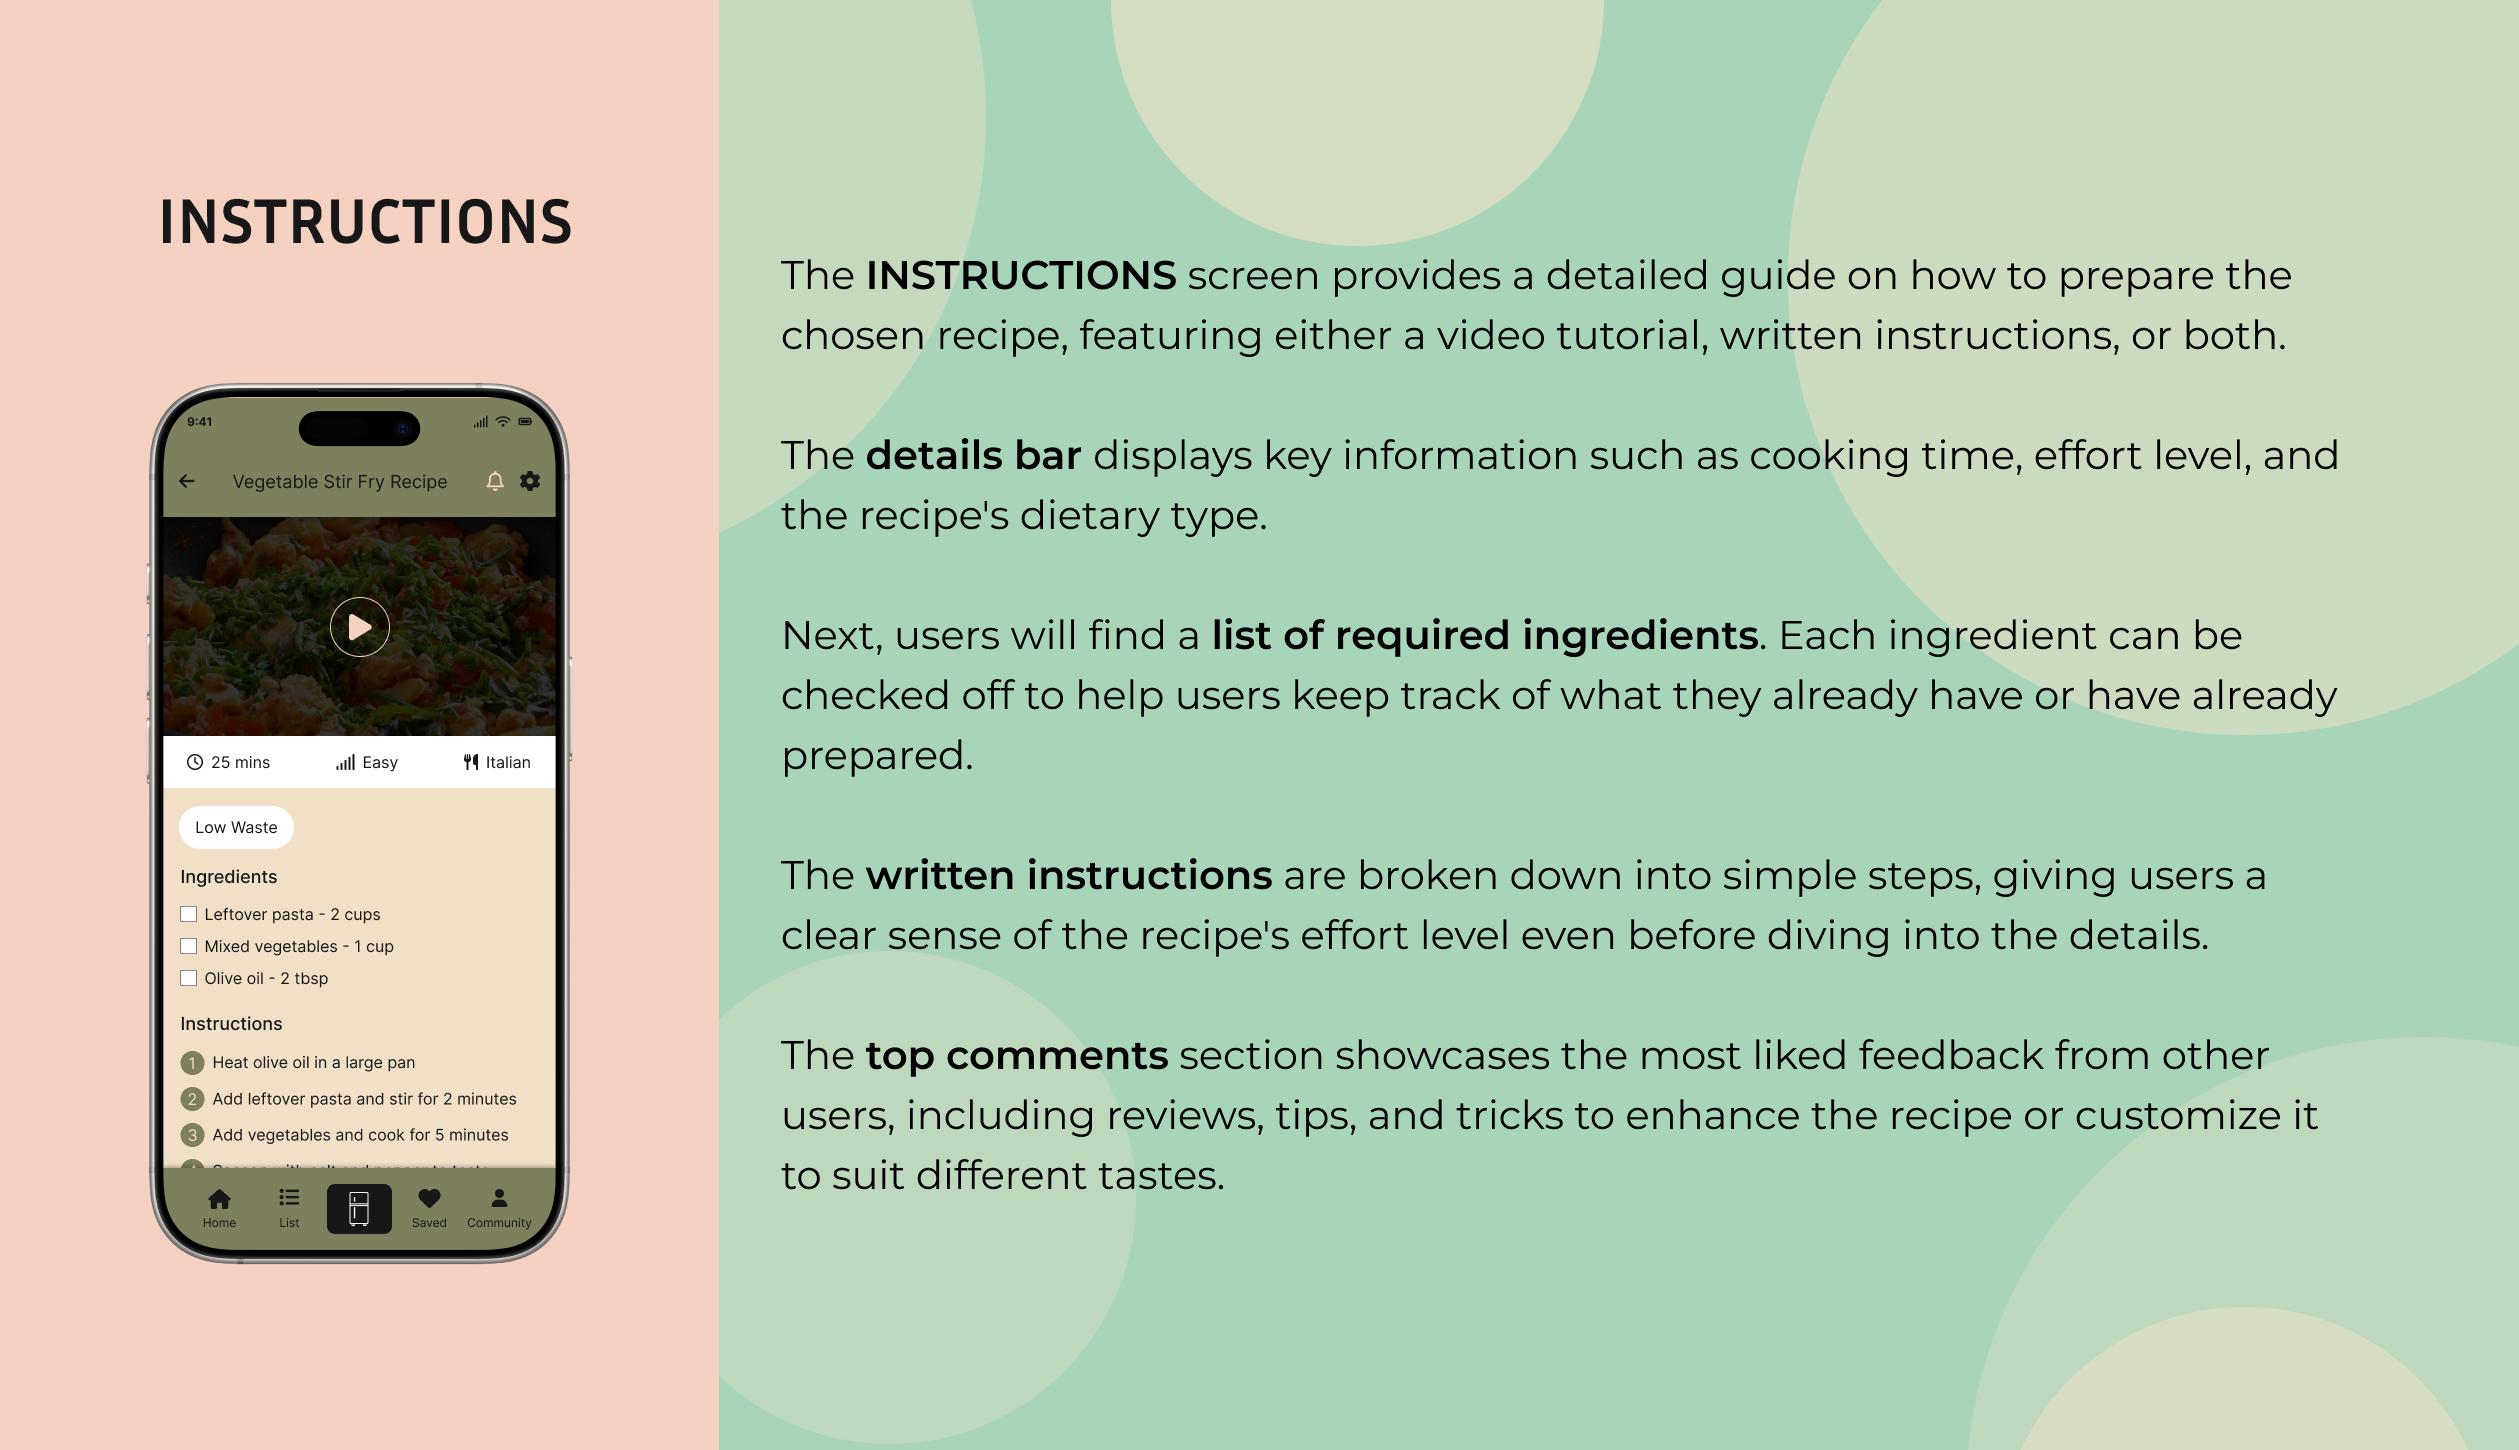 INSTRUCTIONS
9:41
Vegetable Stir Fry Recipe
25 mins
Easy
Italian
Low Waste
Ingredients
Leftover pasta - 2 cups
Mixed vegetables - 1 cup
Olive oil - 2 tbsp
Instructions
1 Heat olive oil in a large pan
2 Add leftover pasta and stir for 2 minutes
3 Add vegetables and cook for 5 minutes
Home
List
Saved
Community
The INSTRUCTIONS screen provides a detailed guide on how to prepare the
chosen recipe, featuring either a video tutorial, written instructions, or both.
The details bar displays key information such as cooking time, effort level, and
the recipe's dietary type.
Next, users will find a list of required ingredients. Each ingredient can be
checked off to help users keep track of what they already have or have already
prepared.
The written instructions are broken down into simple steps, giving users a
clear sense of the recipe's effort level even before diving into the details.
The top comments section showcases the most liked feedback from other
users, including reviews, tips, and tricks to enhance the recipe or customize it
to suit different tastes.